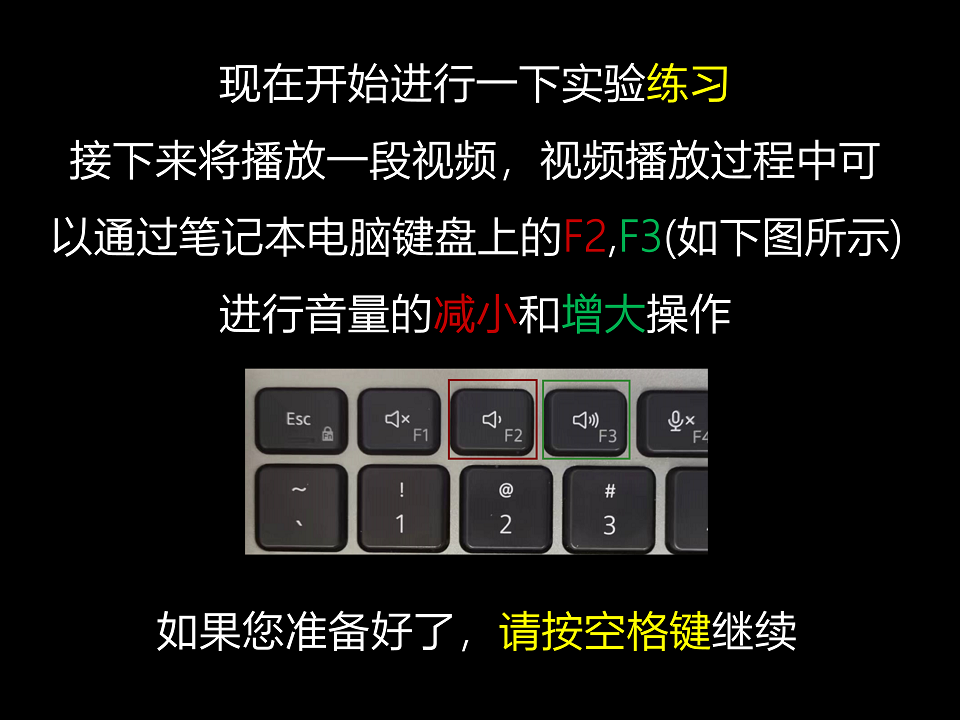 现在开始进行一下实验练习
接下来将播放一段视频，视频播放过程中可
以通过笔记本电脑键盘上的F2,F3(如下图所示)
进行音量的减小和增大操作
Esc F1 F2 F3 F4
~ ! @ #
` 1 2 3
如果您准备好了，请按空格键继续